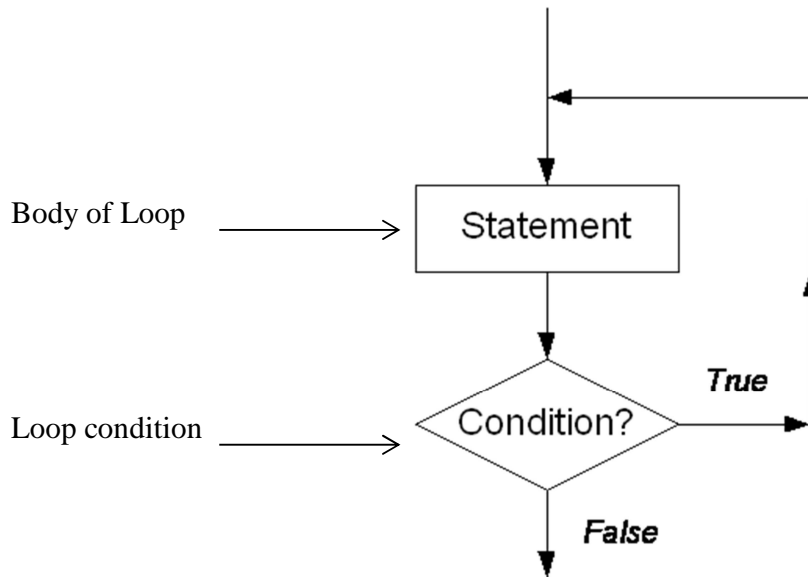 Body of Loop
Statement
True
Loop condition
Condition?
False